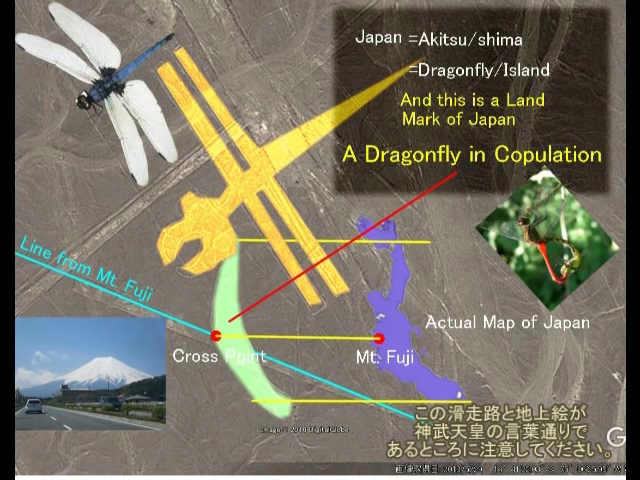 Japan =Akitsu/shima
=Dragonfly/Island
And this is a Land
Mark of Japan
A Dragonfly in Copulation
Line from Mt. Fuji
Actual Map of Japan
Cross Point
Mt. Fuji
この滑走路と地上絵が
神武天皇の言葉通りで
あるところに注意してください。
Image © 2016 DigitalGlobe
G